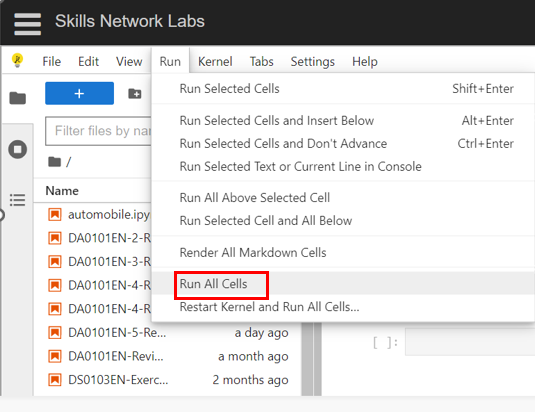 Skills Network Labs
File Edit View Run Kernel Tabs Settings Help
+
Filter files by na
/
Name
automobile.ipy
DA0101EN-2-R
DA0101EN-3-R
DA0101EN-4-R
DA0101EN-4-R
DA0101EN-5-Re... a day ago
DA0101EN-Revi... a month ago
DS0103EN-Exerc... 2 months ago
Run Selected Cells Shift+Enter
Run Selected Cells and Insert Below Alt+Enter
Run Selected Cells and Don't Advance Ctrl+Enter
Run Selected Text or Current Line in Console
Run All Above Selected Cell
Run Selected Cell and All Below
Render All Markdown Cells
Run All Cells
Restart Kernel and Run All Cells...
[ ]: